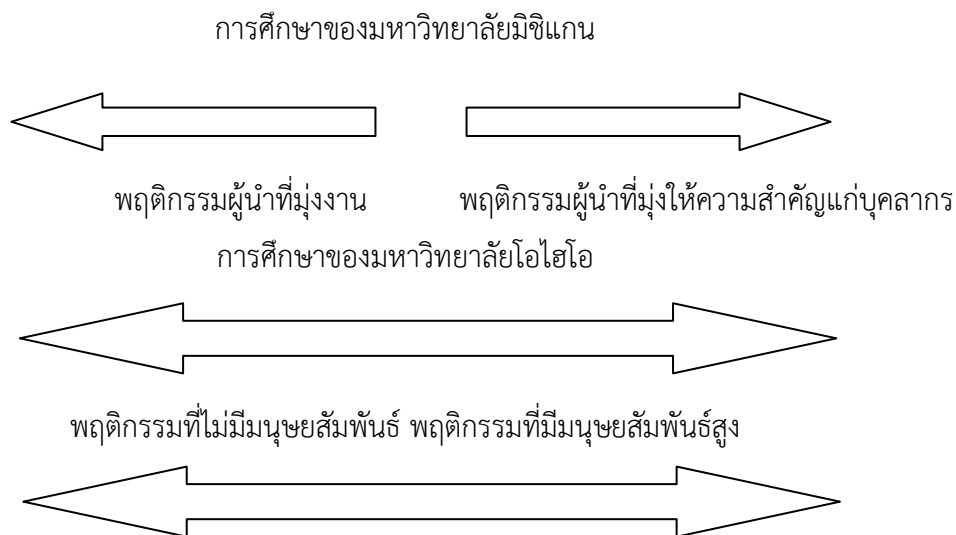 การศึกษาของมหาวิทยาลัยมิชิแกน
พฤติกรรมผู้นำที่มุ่งงาน พฤติกรรมผู้นำที่มุ่งให้ความสำคัญแก่บุคลากร
การศึกษาของมหาวิทยาลัยโอไฮโอ
พฤติกรรมที่ไม่มีมนุษยสัมพันธ์ พฤติกรรมที่มีมนุษยสัมพันธ์สูง